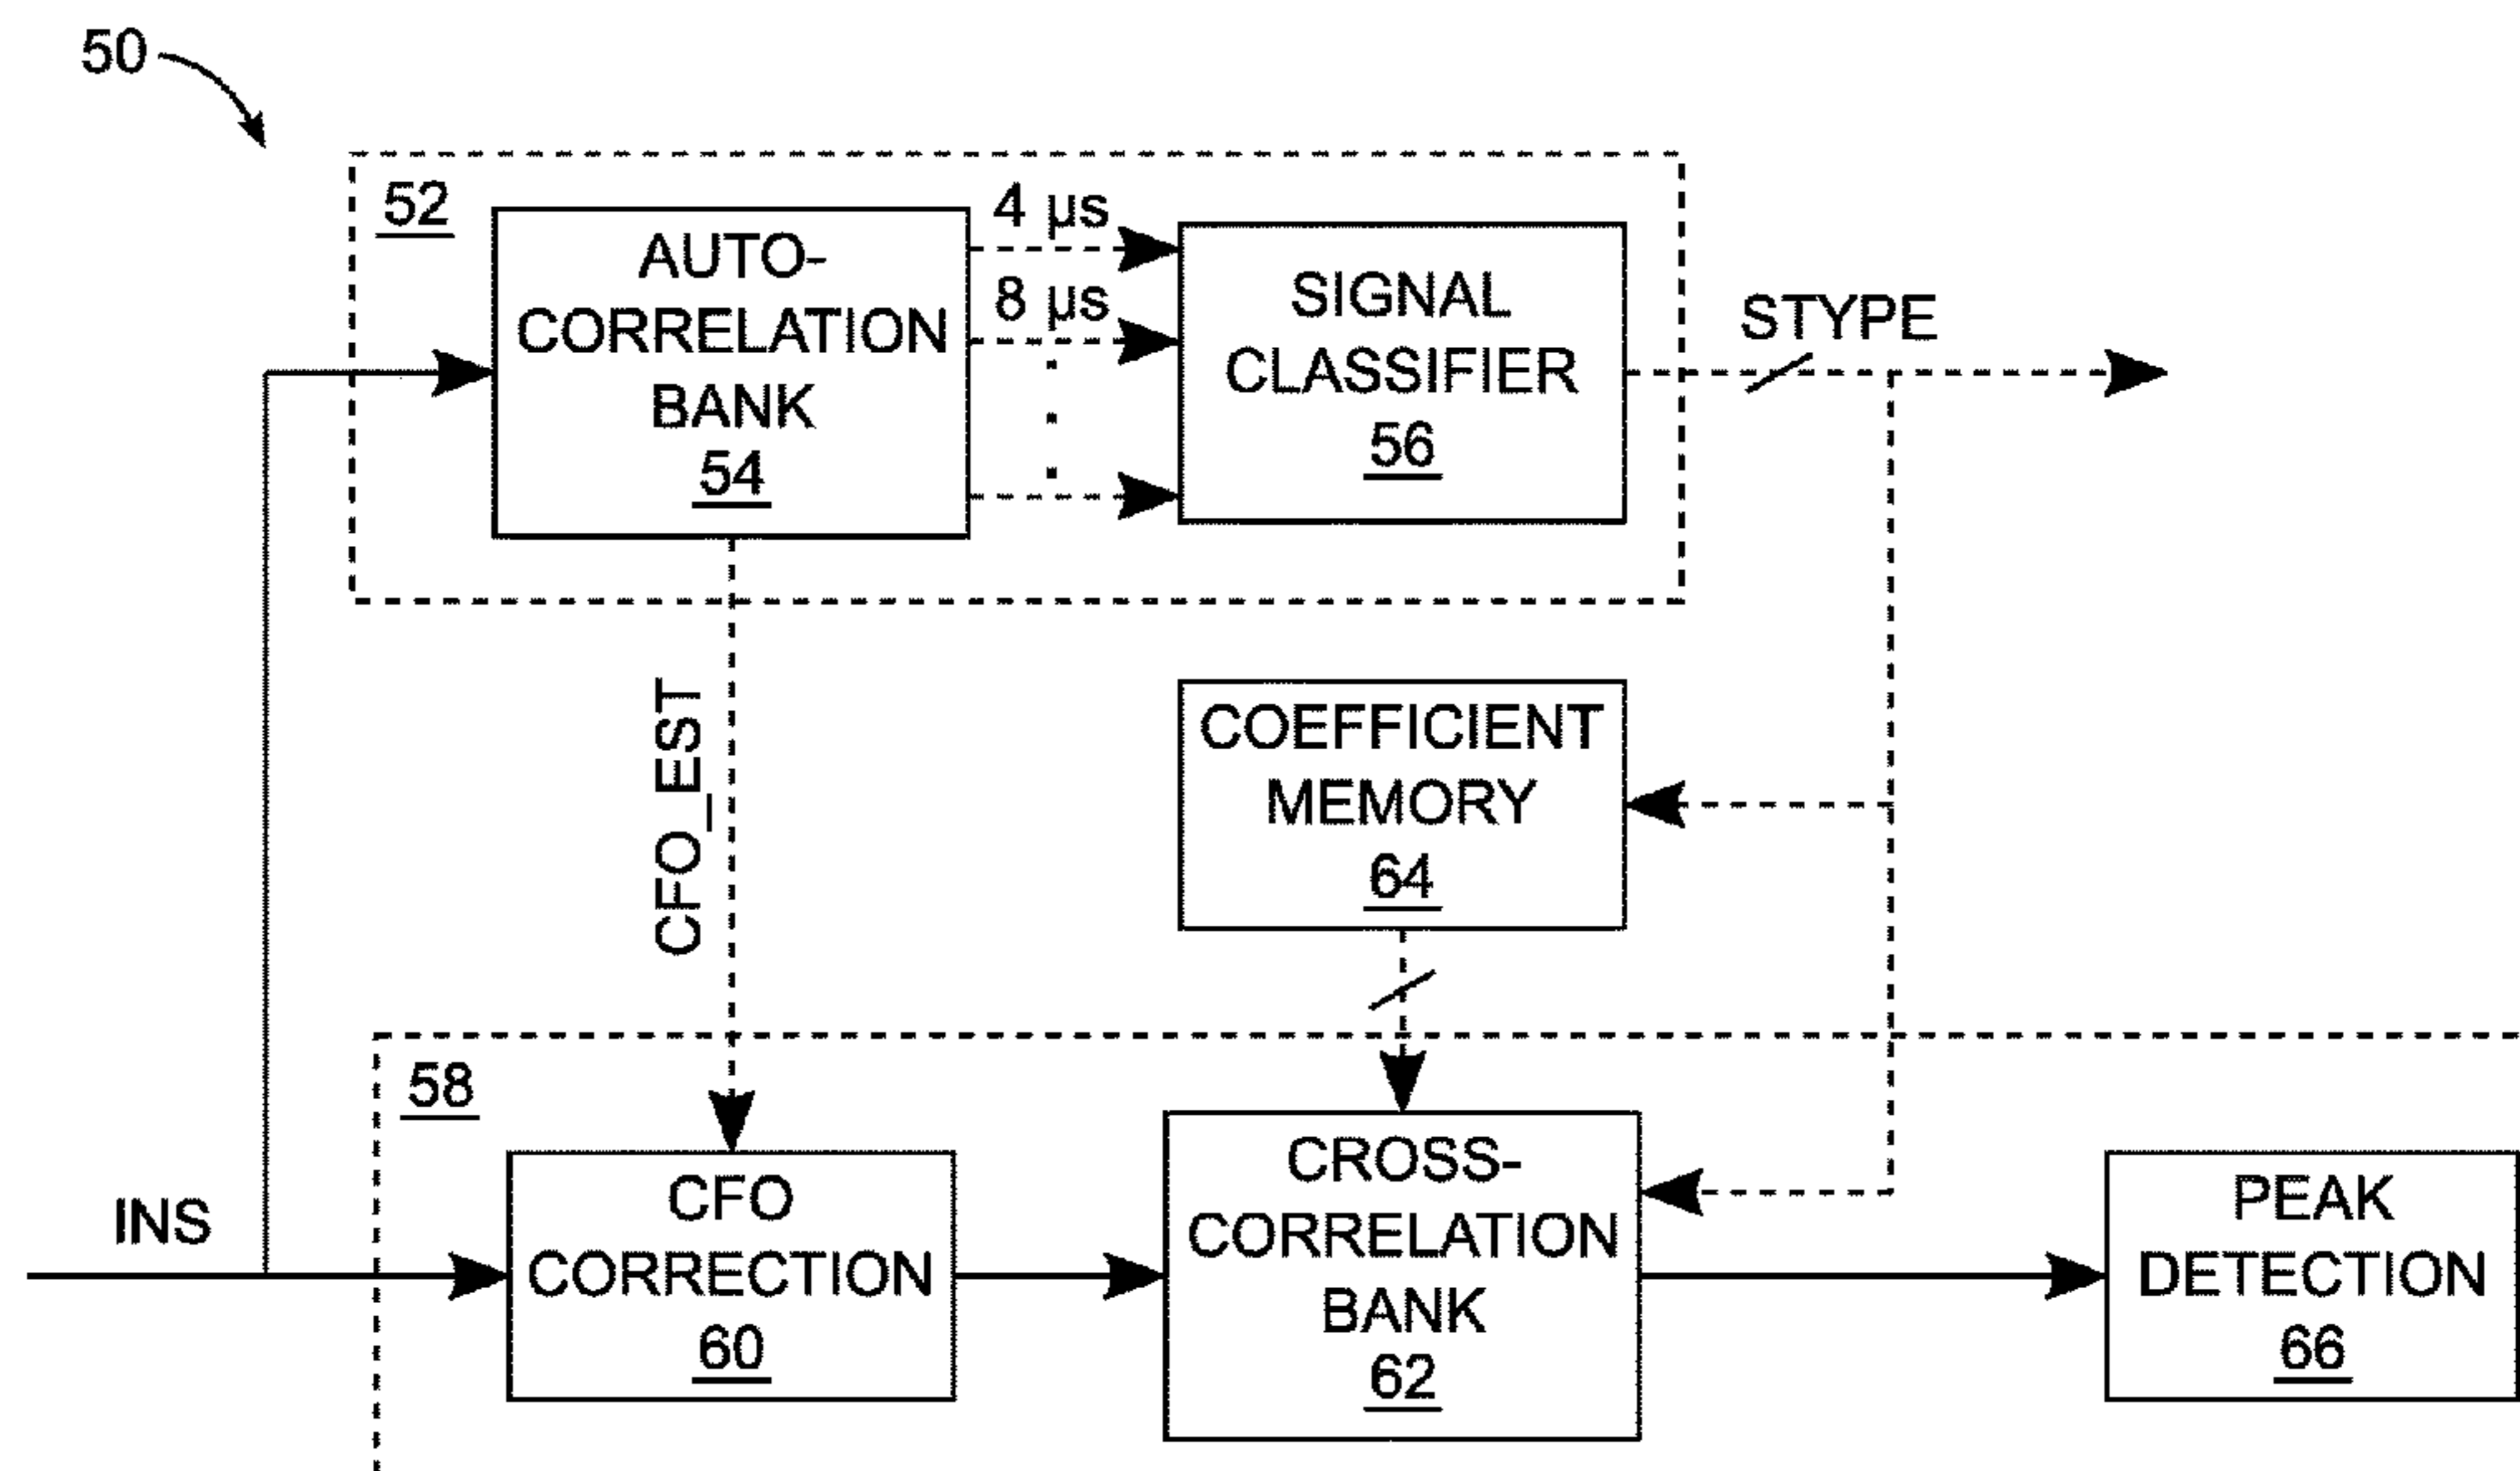 50
52
AUTO-
CORRELATION
BANK
54
4 µs
8 µs
SIGNAL
CLASSIFIER
56
STYPE
CFO_EST
COEFFICIENT
MEMORY
64
58
INS
CFO
CORRECTION
60
CROSS-
CORRELATION
BANK
62
PEAK
DETECTION
66